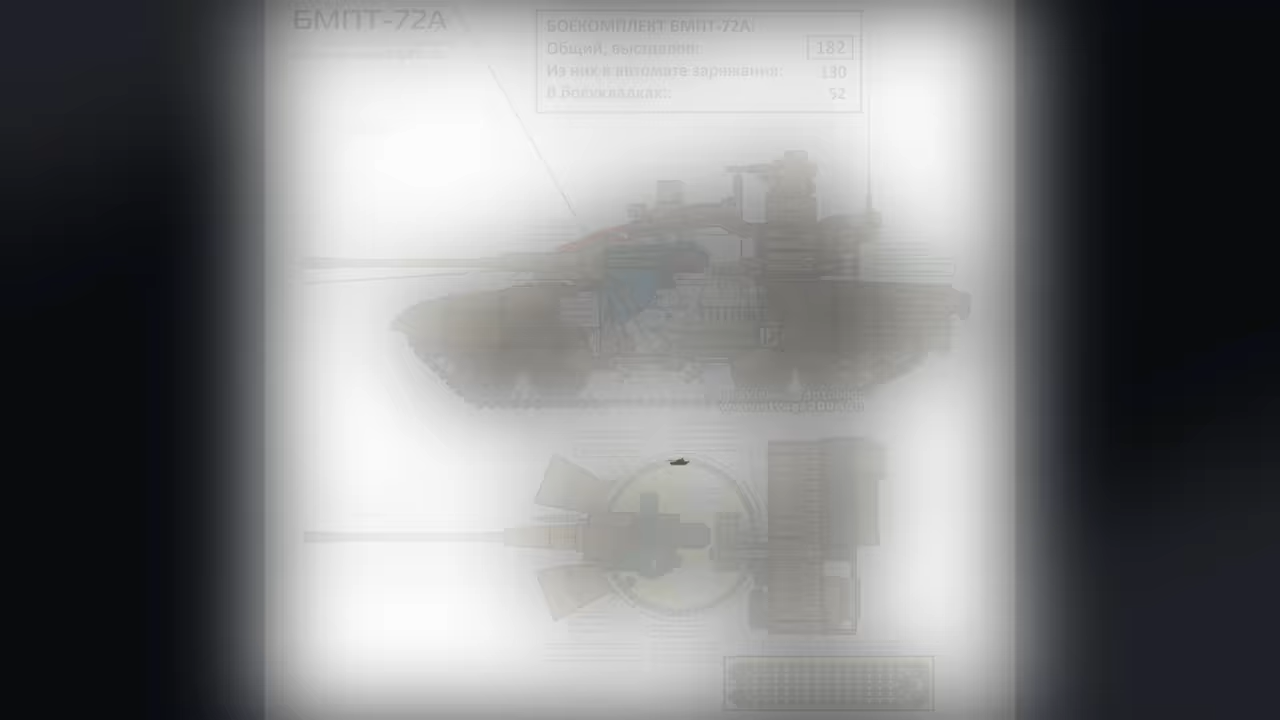 БМПТ-72А
БОЕКОМПЛЕКТ БМПТ-72А:
Общий, выстрелов: 182
Из них в автомате заряжания: 130
В боеукладках: 52